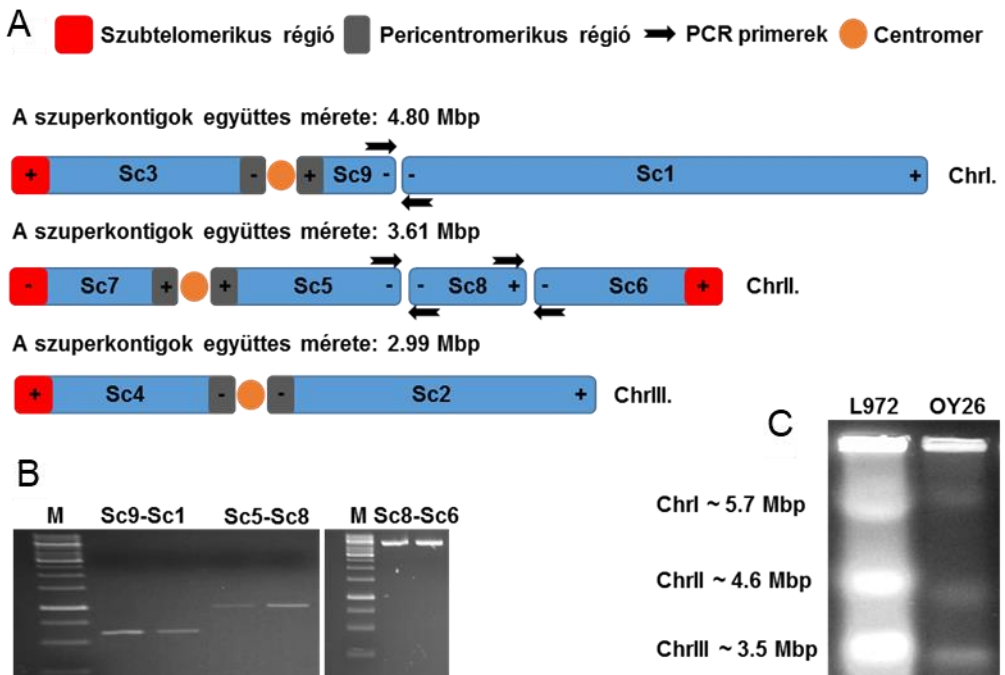 A
Szubtelomerikus régió Pericentromerikus régió PCR primerek Centromer
A szuperkontigok együttes mérete: 4.80 Mbp
+ Sc3 - + Sc9 - - Sc1 + ChrI.
A szuperkontigok együttes mérete: 3.61 Mbp
- Sc7 + + Sc5 - - Sc8 + - Sc6 + ChrII.
A szuperkontigok együttes mérete: 2.99 Mbp
+ Sc4 - - Sc2 + ChrIII.
B
M Sc9-Sc1 Sc5-Sc8 M Sc8-Sc6
C
L972 OY26
ChrI ~ 5.7 Mbp
ChrII ~ 4.6 Mbp
ChrIII ~ 3.5 Mbp